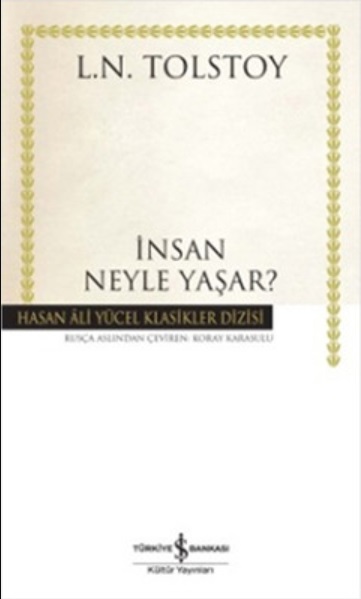 L.N. TOLSTOY
İNSAN
NEYLE YAŞAR?
HASAN ÂLİ YÜCEL KLASİKLER DİZİSİ
RUSÇA ASLINDAN ÇEVİREN: KORAY KARASULU
TÜRKİYE İŞ BANKASI
Kültür Yayınları